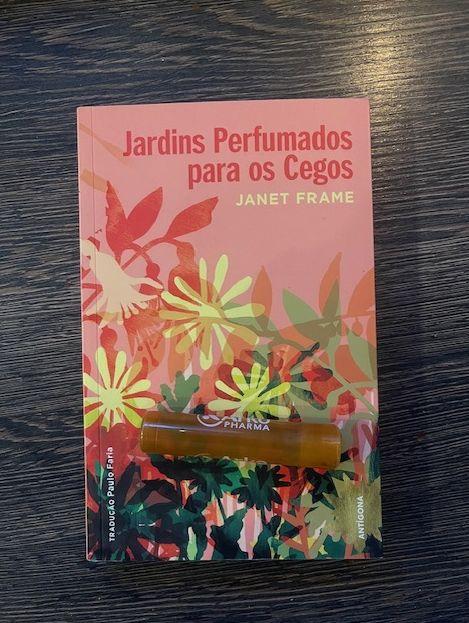 Jardins Perfumados
para os Cegos
JANET FRAME
PHARMA
TRADUÇÃO Paulo Faria
ANTÍGONA